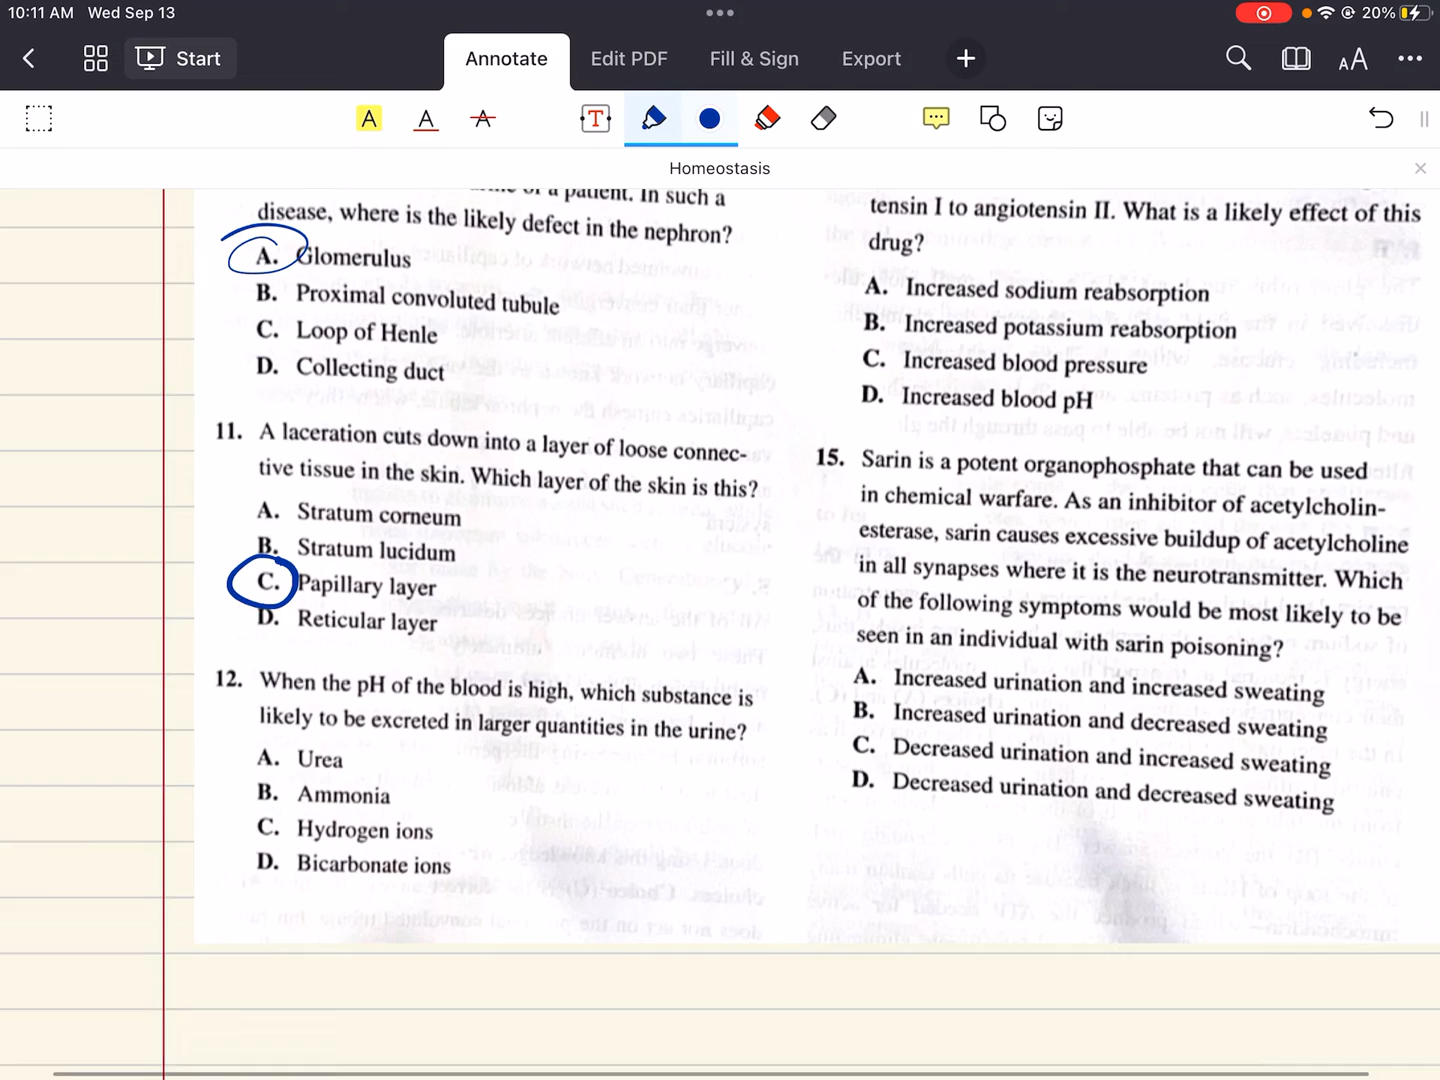 10:11 AM Wed Sep 13
20%
Start
Annotate
Edit PDF
Fill & Sign
Export
Homeostasis
of a patient. In such a
disease, where is the likely defect in the nephron?
A. Glomerulus
B. Proximal convoluted tubule
C. Loop of Henle
D. Collecting duct
11. A laceration cuts down into a layer of loose connec-
tive tissue in the skin. Which layer of the skin is this?
A. Stratum corneum
B. Stratum lucidum
C. Papillary layer
D. Reticular layer
12. When the pH of the blood is high, which substance is
likely to be excreted in larger quantities in the urine?
A. Urea
B. Ammonia
C. Hydrogen ions
D. Bicarbonate ions
tensin I to angiotensin II. What is a likely effect of this
drug?
A. Increased sodium reabsorption
B. Increased potassium reabsorption
C. Increased blood pressure
D. Increased blood pH
15. Sarin is a potent organophosphate that can be used
in chemical warfare. As an inhibitor of acetylcholin-
esterase, sarin causes excessive buildup of acetylcholine
in all synapses where it is the neurotransmitter. Which
of the following symptoms would be most likely to be
seen in an individual with sarin poisoning?
A. Increased urination and increased sweating
B. Increased urination and decreased sweating
C. Decreased urination and increased sweating
D. Decreased urination and decreased sweating